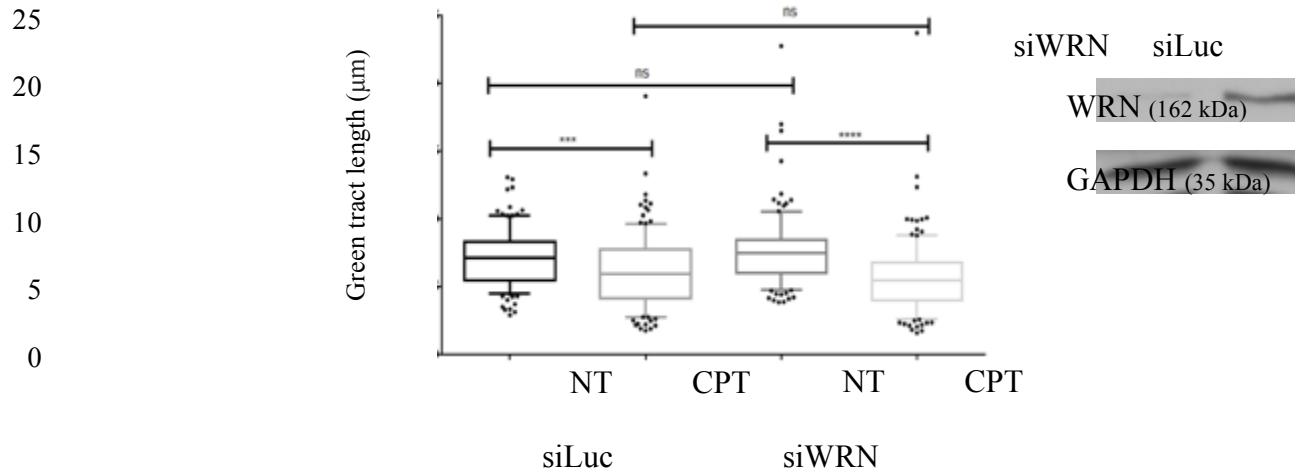 25
20
15
10
5
0
Green tract length (µm)
ns
ns
***
****
NT CPT NT CPT
siLuc siWRN
siWRN siLuc
WRN (162 kDa)
GAPDH (35 kDa)